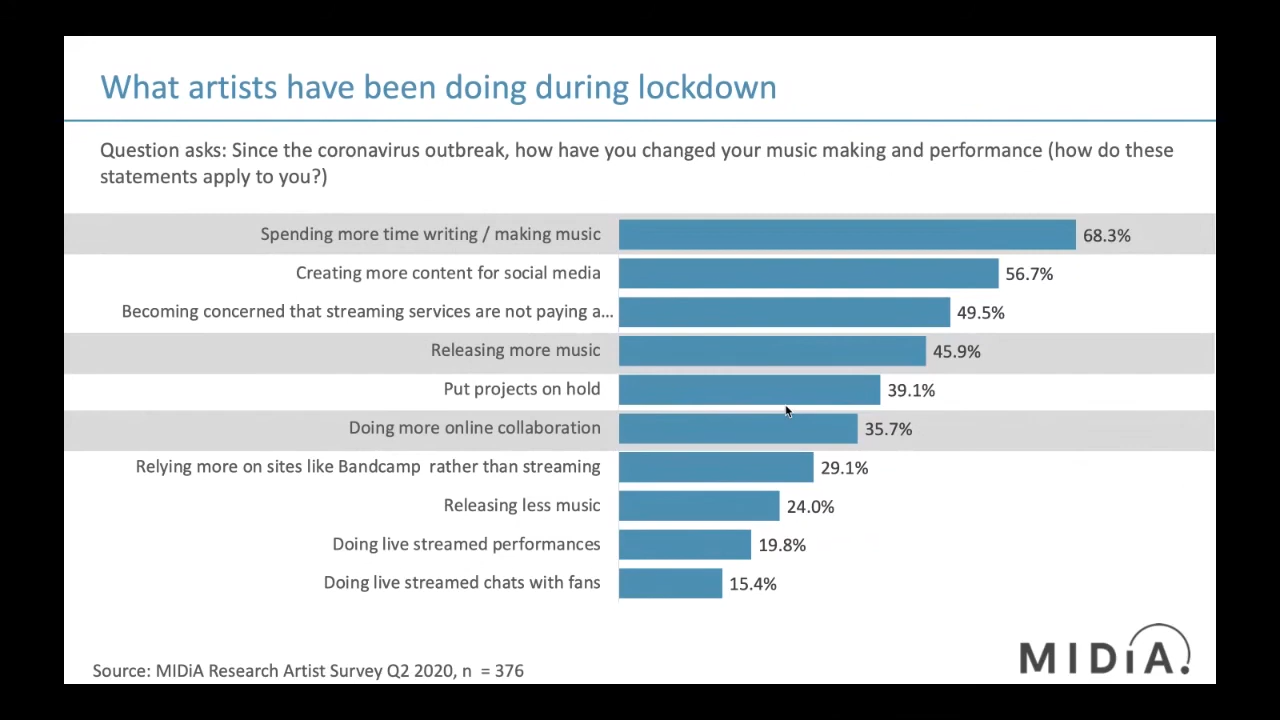 What artists have been doing during lockdown
Question asks: Since the coronavirus outbreak, how have you changed your music making and performance (how do these
statements apply to you?)
Spending more time writing / making music 68.3%
Creating more content for social media 56.7%
Becoming concerned that streaming services are not paying a... 49.5%
Releasing more music 45.9%
Put projects on hold 39.1%
Doing more online collaboration 35.7%
Relying more on sites like Bandcamp  rather than streaming 29.1%
Releasing less music 24.0%
Doing live streamed performances 19.8%
Doing live streamed chats with fans 15.4%
Source: MIDiA Research Artist Survey Q2 2020, n  = 376
MIDiA.